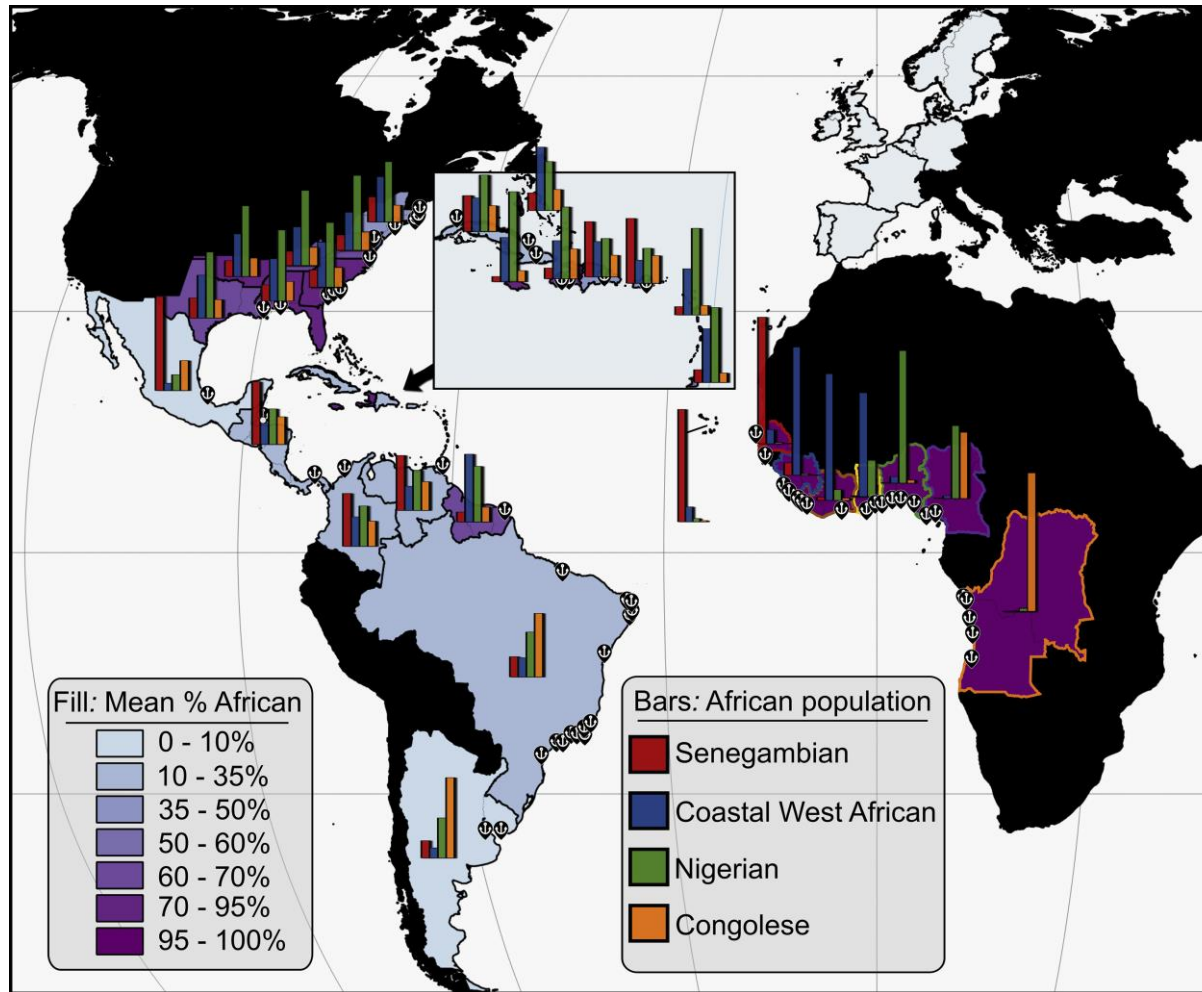 Fill: Mean % African
0 - 10%
10 - 35%
35 - 50%
50 - 60%
60 - 70%
70 - 95%
95 - 100%
Bars: African population
Senegambian
Coastal West African
Nigerian
Congolese